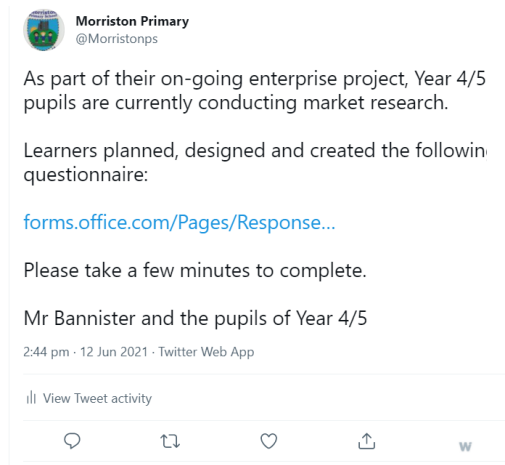 Morriston Primary
@Morristonps
As part of their on-going enterprise project, Year 4/5
pupils are currently conducting market research.
Learners planned, designed and created the followin
questionnaire:
forms.office.com/Pages/Response...
Please take a few minutes to complete.
Mr Bannister and the pupils of Year 4/5
2:44 pm · 12 Jun 2021 · Twitter Web App
View Tweet activity
W